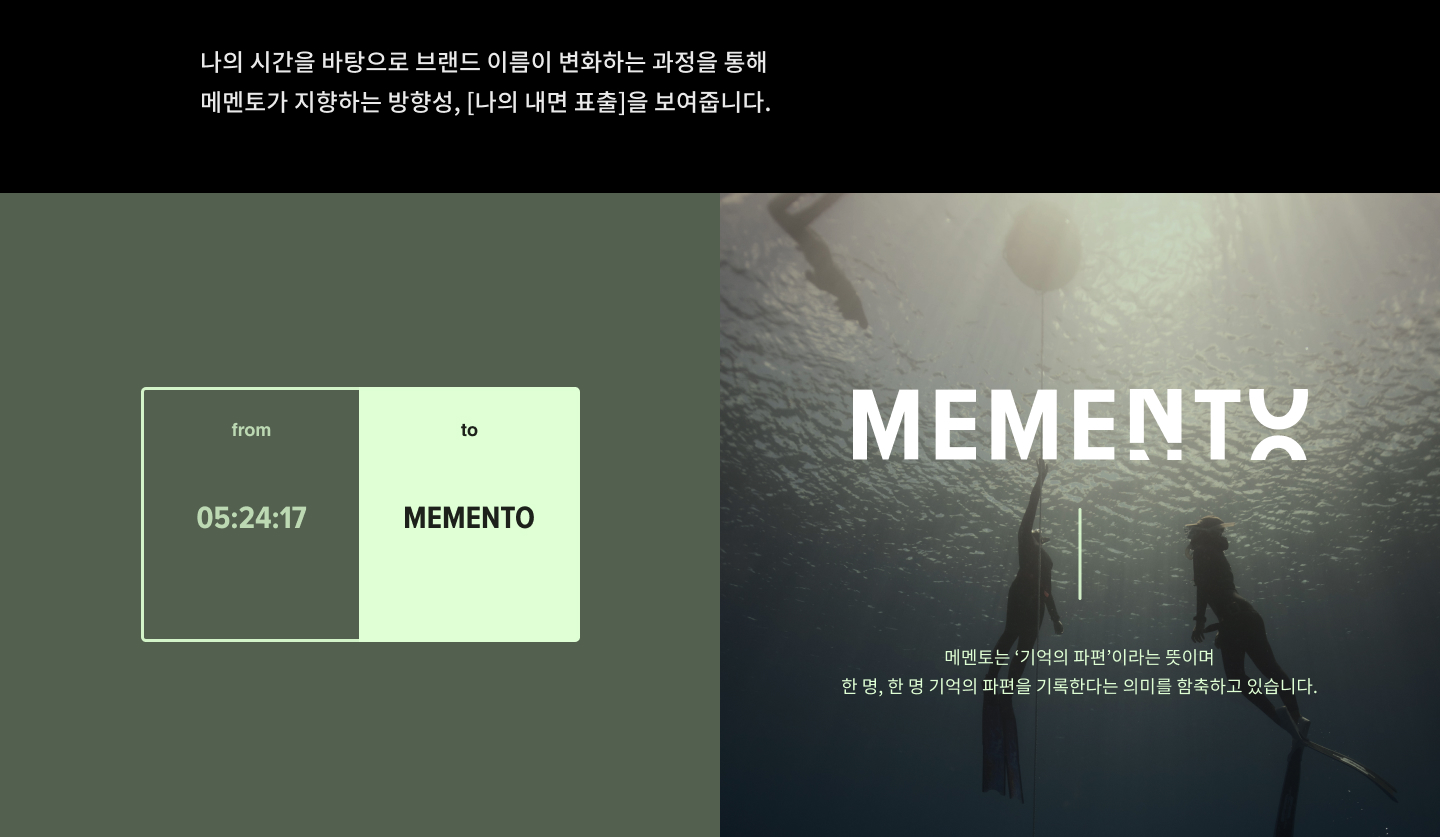 나의 시간을 바탕으로 브랜드 이름이 변화하는 과정을 통해
메멘토가 지향하는 방향성, [나의 내면 표출]을 보여줍니다.
from
to
05:24:17
MEMENTO
MEMENTO
메멘토는 ‘기억의 파편’이라는 뜻이며
한 명, 한 명 기억의 파편을 기록한다는 의미를 함축하고 있습니다.